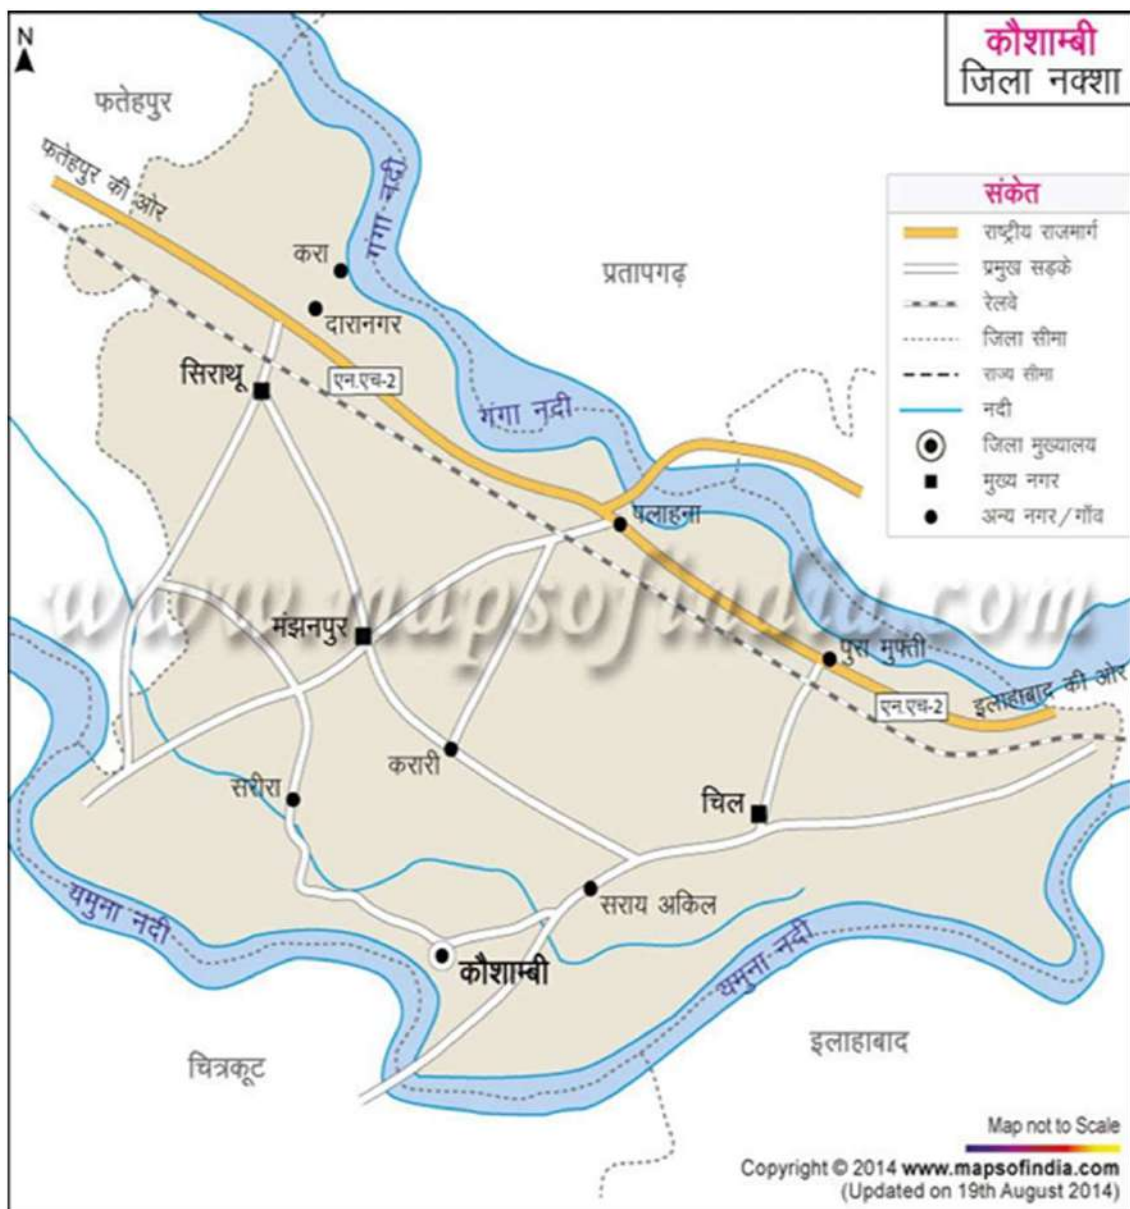 N
कौशाम्बी
जिला नक्शा
फतेहपुर
फतेहपुर की ओर
गंगा नदी
संकेत
राष्ट्रीय राजमार्ग
प्रमुख सड़के
रेलवे
जिला सीमा
राज्य सीमा
नदी
जिला मुख्यालय
मुख्य नगर
अन्य नगर/गाँव
करा
प्रतापगढ़
दारानगर
सिराथू
एन.एच-2
गंगा नदी
पलाहना
www.mapsofindia.com
मंझनपुर
पुरा मुफ्ती
इलाहाबाद की ओर
एन.एच-2
करारी
सरीरा
चिल
सराय अकिल
यमुना नदी
यमुना नदी
कौशाम्बी
चित्रकूट
इलाहाबाद
Map not to Scale
Copyright © 2014 www.mapsofindia.com
(Updated on 19th August 2014)